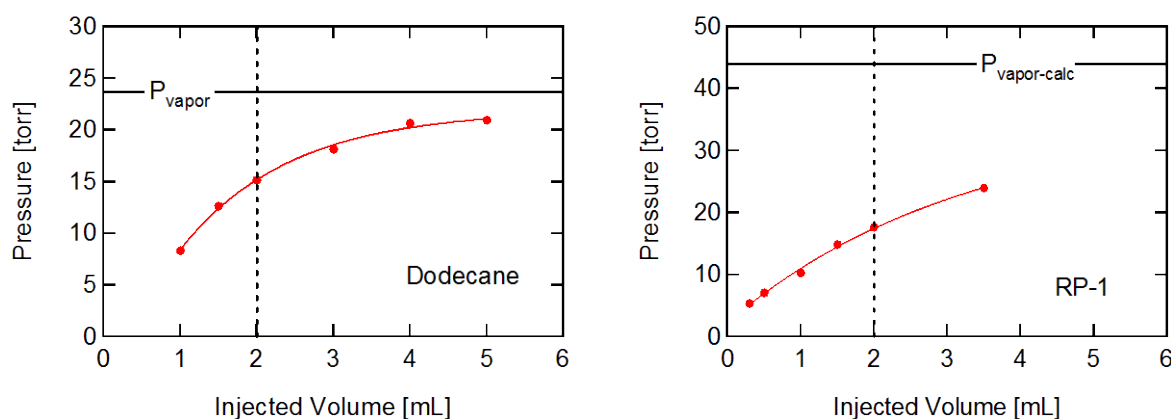 30
25
20
15
10
5
0
Pressure [torr]
P vapor
Dodecane
0 1 2 3 4 5 6
Injected Volume [mL]
50
40
30
20
10
0
Pressure [torr]
P vapor-calc
RP-1
0 1 2 3 4 5 6
Injected Volume [mL]